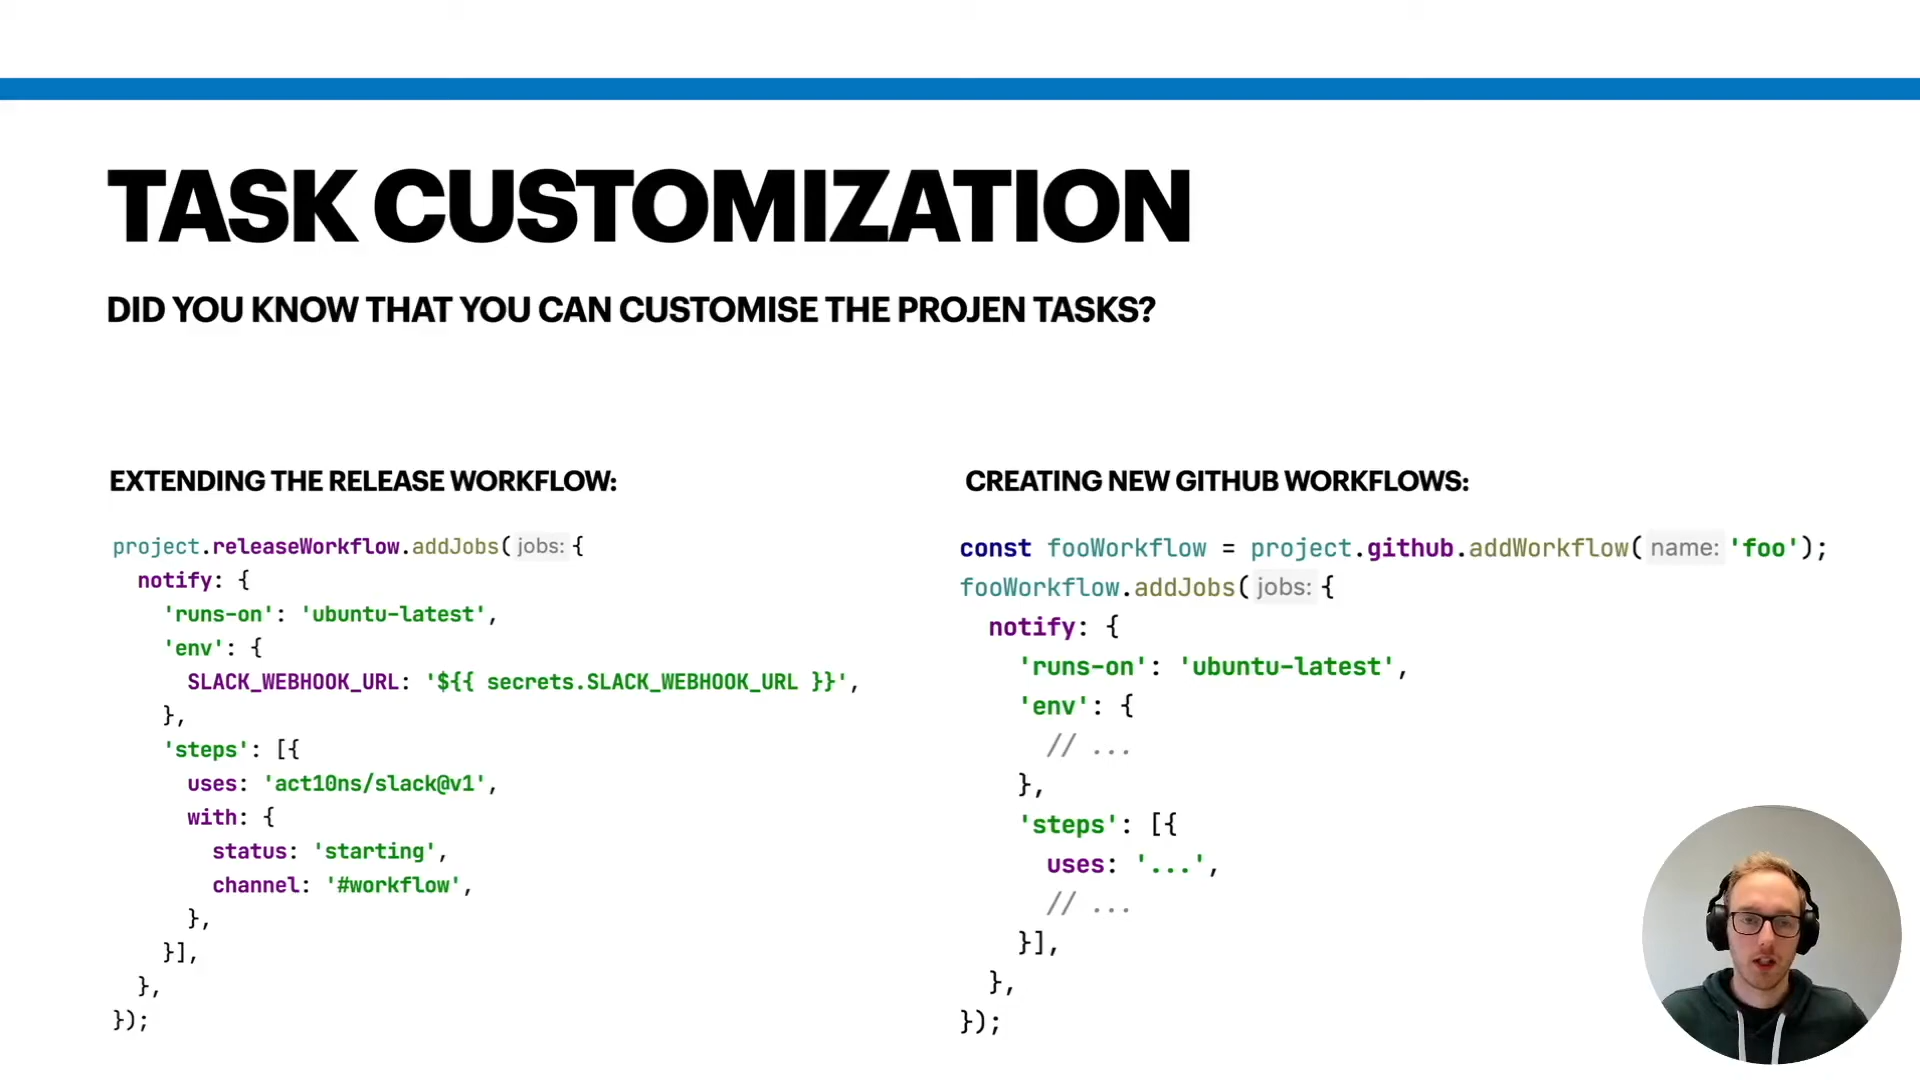 TASK CUSTOMIZATION
DID YOU KNOW THAT YOU CAN CUSTOMISE THE PROJEN TASKS?
EXTENDING THE RELEASE WORKFLOW:
project.releaseWorkflow.addJobs( jobs: {
  notify: {
    'runs-on': 'ubuntu-latest',
    'env': {
      SLACK_WEBHOOK_URL: '${{ secrets.SLACK_WEBHOOK_URL }}',
    },
    'steps': [{
      uses: 'act10ns/slack@v1',
      with: {
        status: 'starting',
        channel: '#workflow',
      },
    }],
  },
});
CREATING NEW GITHUB WORKFLOWS:
const fooWorkflow = project.github.addWorkflow( name: 'foo');
fooWorkflow.addJobs( jobs: {
  notify: {
    'runs-on': 'ubuntu-latest',
    'env': {
      // ...
    },
    'steps': [{
      uses: '...',
      // ...
    }],
  },
});